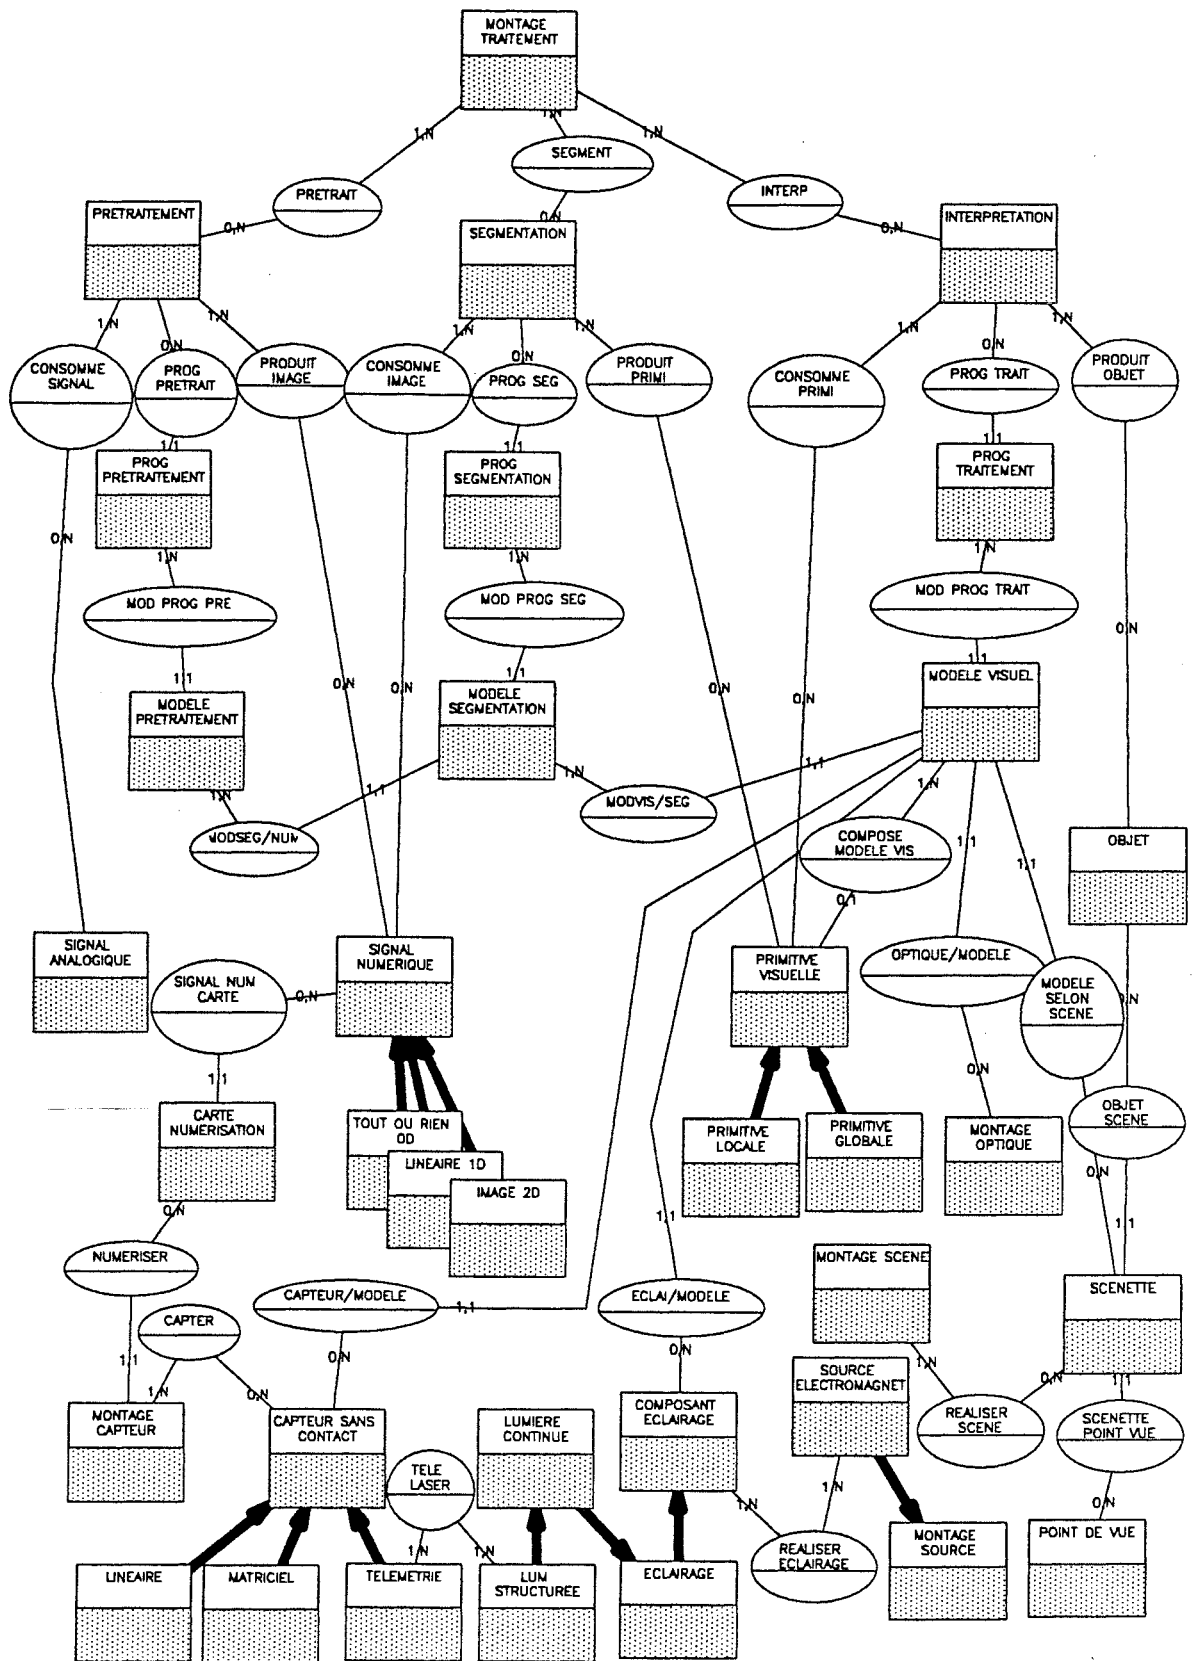 MONTAGE
TRAITEMENT
1,N
1,N
1,N
SEGMENT
PRETRAIT
INTERP
PRETRAITEMENT
0,N
0,N
SEGMENTATION
0,N
INTERPRETATION
1,N
0,N
1,N
1,N
0,N
1,N
1,N
0,N
1,N
CONSOMME
SIGNAL
PROG
PRETRAIT
PRODUIT
IMAGE
CONSOMME
IMAGE
PROG SEG
PRODUIT
PRIMI
CONSOMME
PRIMI
PROG TRAIT
PRODUIT
OBJET
1,1
1,1
1,1
PROG
PRETRAITEMENT
PROG
SEGMENTATION
PROG
TRAITEMENT
0,N
1,N
1,N
1,N
MOD PROG PRE
MOD PROG SEG
MOD PROG TRAIT
0,N
1,1
1,1
1,1
0,N
0,N
0,N
0,N
MODELE
PRETRAITEMENT
MODELE
SEGMENTATION
MODELE VISUEL
1,N
1,1
1,N
1,1
1,N
MODSEG/NUM
MODVIS/SEG
COMPOSE
MODELE VIS
1,1
1,1
OBJET
0,1
SIGNAL
ANALOGIQUE
SIGNAL NUM
CARTE
0,N
SIGNAL
NUMERIQUE
PRIMITIVE
VISUELLE
OPTIQUE/MODELE
MODELE
SELON
SCENE
0,N
1,1
0,N
CARTE
NUMERISATION
TOUT OU RIEN
0D
LINEAIRE 1D
IMAGE 2D
PRIMITIVE
LOCALE
PRIMITIVE
GLOBALE
MONTAGE
OPTIQUE
OBJET
SCENE
0,N
0,N
1,1
1,1
NUMERISER
MONTAGE SCENE
CAPTEUR/MODELE
1,1
ECLAI/MODELE
SCENETTE
CAPTER
1,1
0,N
0,N
1,N
0,N
1,N
0,N
1,1
MONTAGE
CAPTEUR
CAPTEUR SANS
CONTACT
LUMIERE
CONTINUE
COMPOSANT
ECLAIRAGE
SOURCE
ELECTROMAGNET
REALISER
SCENE
SCENETTE
POINT VUE
TELE
LASER
1,N
1,N
0,N
1,N
1,N
LINEAIRE
MATRICIEL
TELEMETRIE
LUM
STRUCTURÉE
ECLAIRAGE
REALISER
ECLAIRAGE
MONTAGE
SOURCE
POINT DE VUE